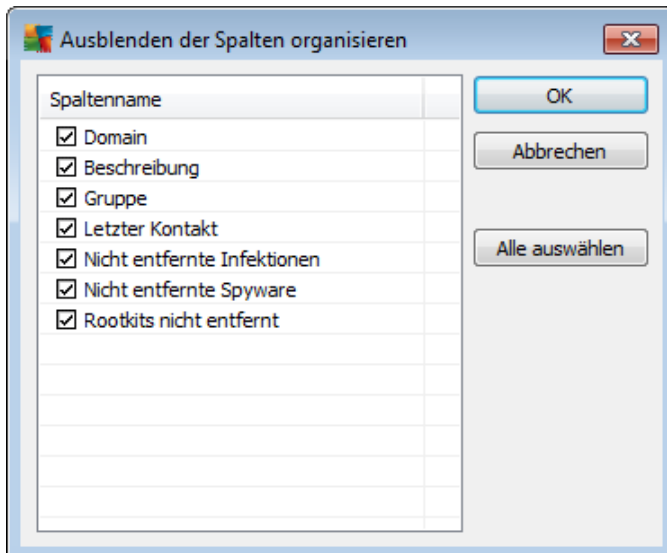 Ausblenden der Spalten organisieren
Spaltenname
Domain
Beschreibung
Gruppe
Letzter Kontakt
Nicht entfernte Infektionen
Nicht entfernte Spyware
Rootkits nicht entfernt
OK
Abbrechen
Alle auswählen